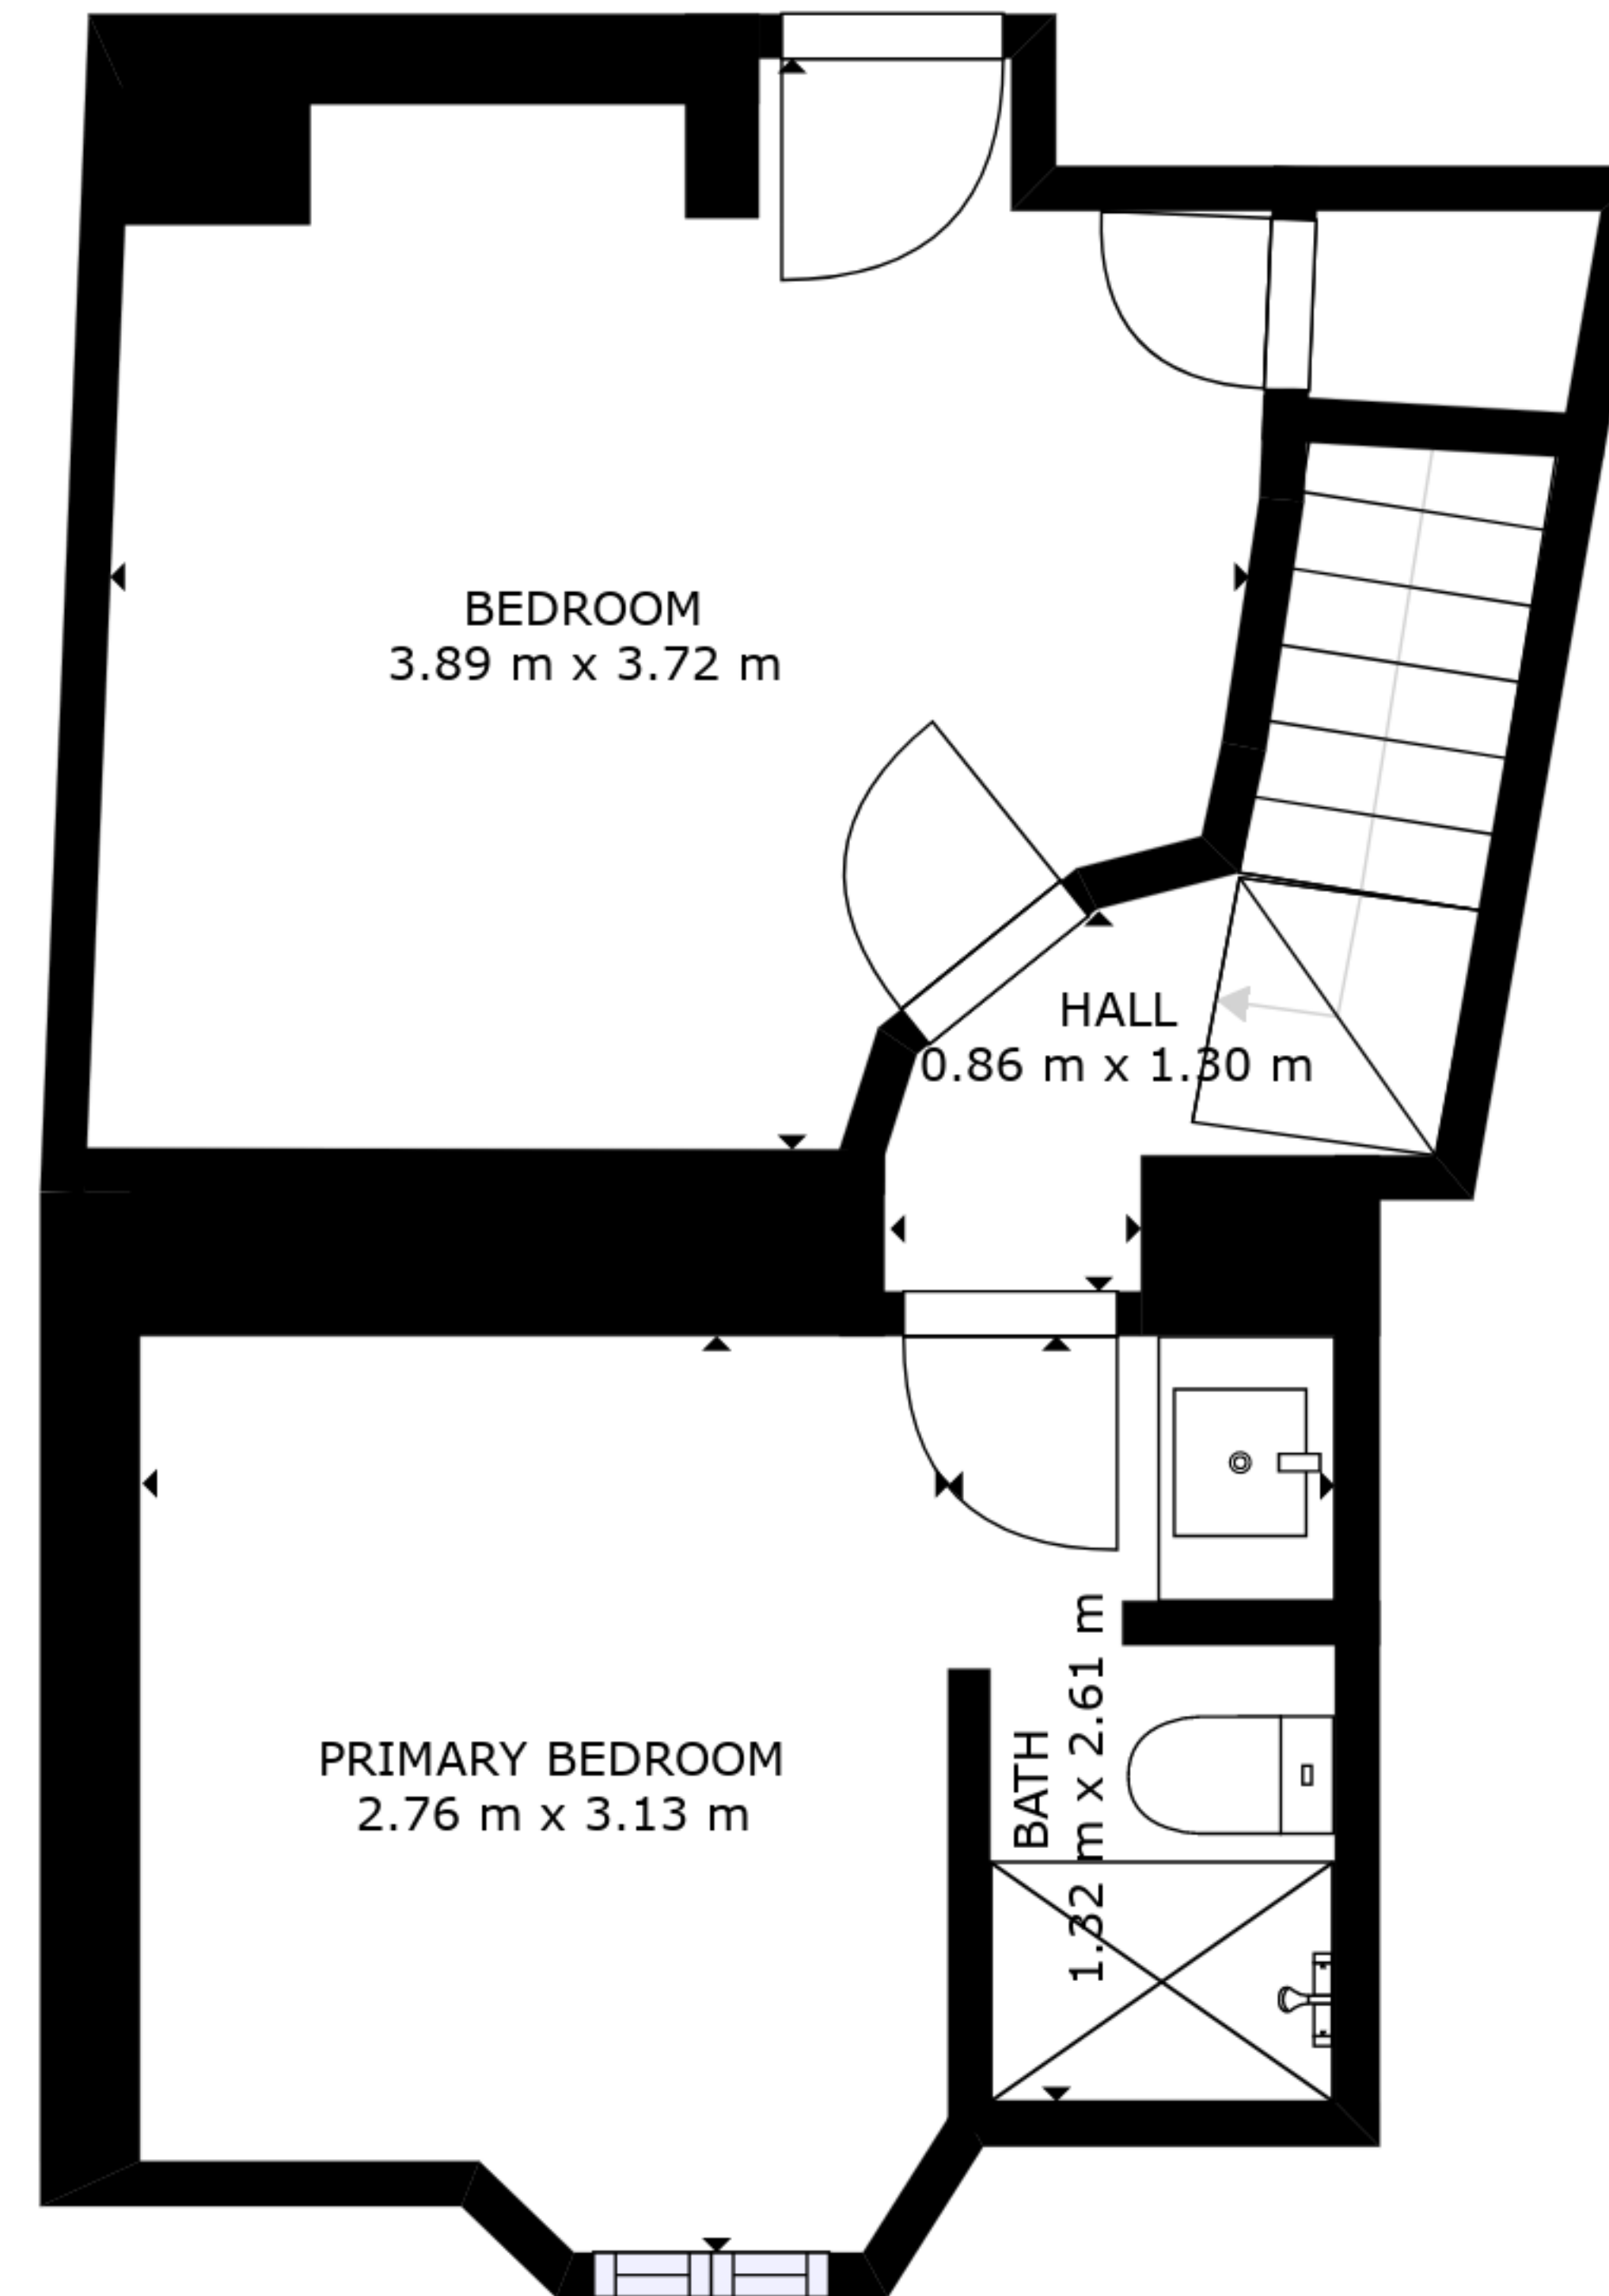 BEDROOM
3.89 m x 3.72 m
HALL
0.86 m x 1.30 m
PRIMARY BEDROOM
2.76 m x 3.13 m
BATH
1.32 m x 2.61 m